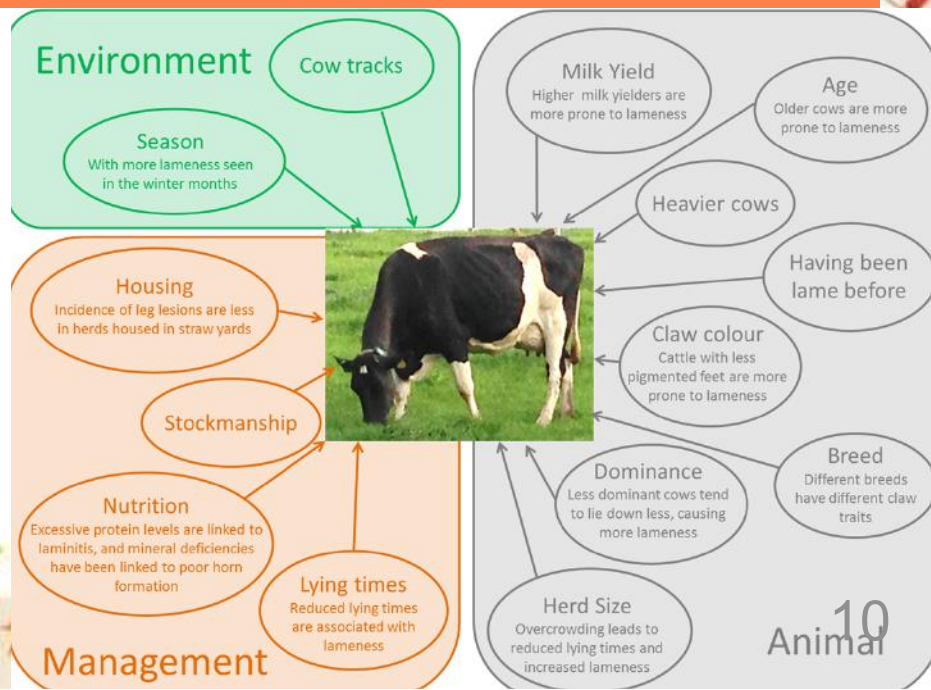 Environment
Cow tracks
Season
With more lameness seen
in the winter months
Milk Yield
Higher milk yielders are
more prone to lameness
Age
Older cows are more
prone to lameness
Heavier cows
Having been
lame before
Claw colour
Cattle with less
pigmented feet are more
prone to lameness
Breed
Different breeds
have different claw
traits
Dominance
Less dominant cows tend
to lie down less, causing
more lameness
Herd Size
Overcrowding leads to
reduced lying times and
increased lameness
Animal
10
Housing
Incidence of leg lesions are less
in herds housed in straw yards
Stockmanship
Nutrition
Excessive protein levels are linked to
laminitis, and mineral deficiencies
have been linked to poor horn
formation
Lying times
Reduced lying times
are associated with
lameness
Management